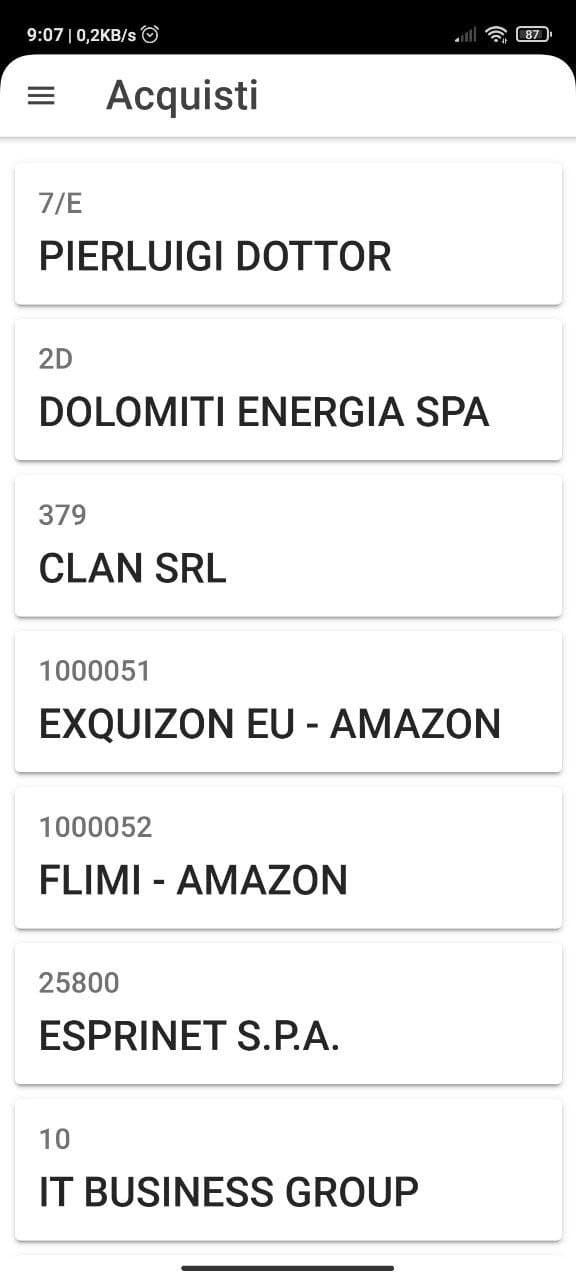 9:07 | 0,2KB/s
87
Acquisti
7/E
PIERLUIGI DOTTOR
2D
DOLOMITI ENERGIA SPA
379
CLAN SRL
1000051
EXQUIZON EU - AMAZON
1000052
FLIMI - AMAZON
25800
ESPRINET S.P.A.
10
IT BUSINESS GROUP